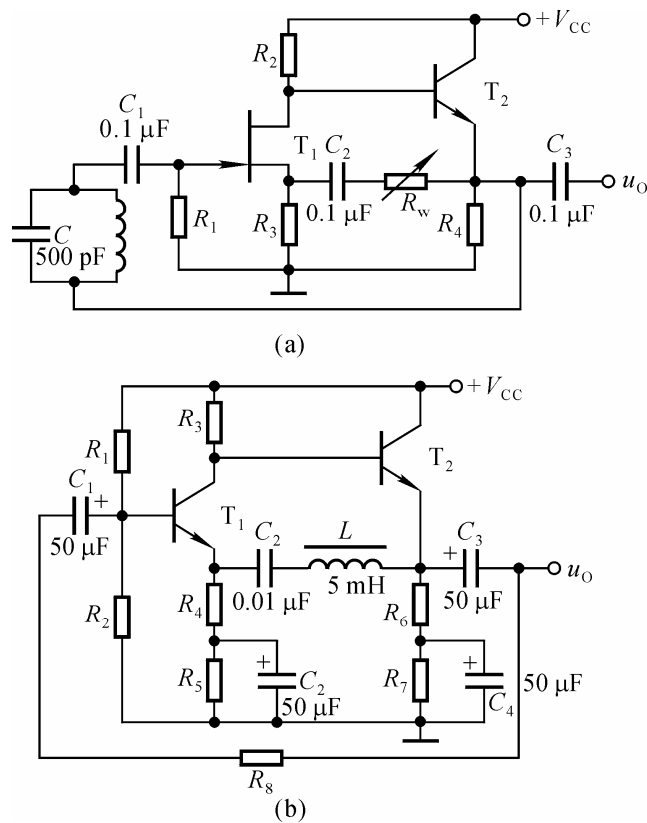 +V_CC
R_2
T_2
C_1
0.1 μF
T_1
C_2
C_3
u_O
R_1
R_3
0.1 μF
R_w
R_4
0.1 μF
C
500 pF
(a)
+V_CC
R_3
R_1
T_2
C_1
+
T_1
50 μF
C_2
L
+
C_3
u_O
0.01 μF
5 mH
50 μF
R_2
R_4
R_6
R_5
+
C_2
50 μF
R_7
+
C_4
50 μF
R_8
(b)